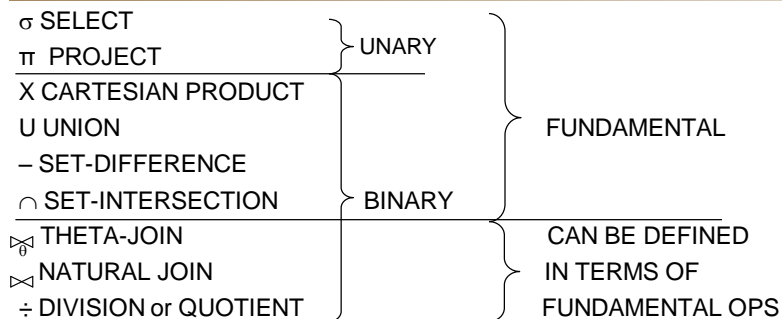 σ SELECT
π PROJECT
UNARY
X CARTESIAN PRODUCT
U UNION
– SET-DIFFERENCE
∩ SET-INTERSECTION
BINARY
FUNDAMENTAL
⋈θ THETA-JOIN
⋈ NATURAL JOIN
÷ DIVISION or QUOTIENT
CAN BE DEFINED
IN TERMS OF
FUNDAMENTAL OPS